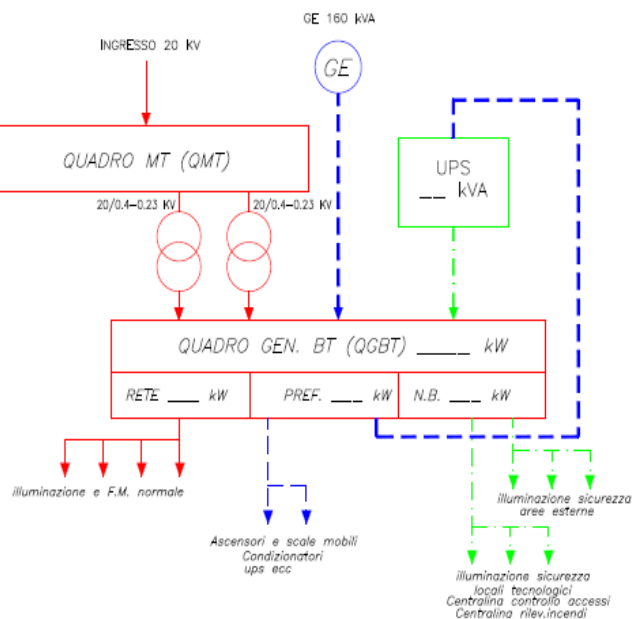 GE 160 kVA
INGRESSO 20 KV
GE
QUADRO MT (QMT)
UPS
__ kVA
20/0.4-0.23 KV
20/0.4-0.23 KV
QUADRO GEN. BT (QGBT) ____ kW
RETE ___ kW
PREF. ___ kW
N.B. ___ kW
illuminazione e F.M. normale
illuminazione sicurezza
aree esterne
Ascensori e scale mobili
Condizionatori
ups ecc
illuminazione sicurezza
locali tecnologici
Centralina controllo accessi
Centralina rilev.incendi